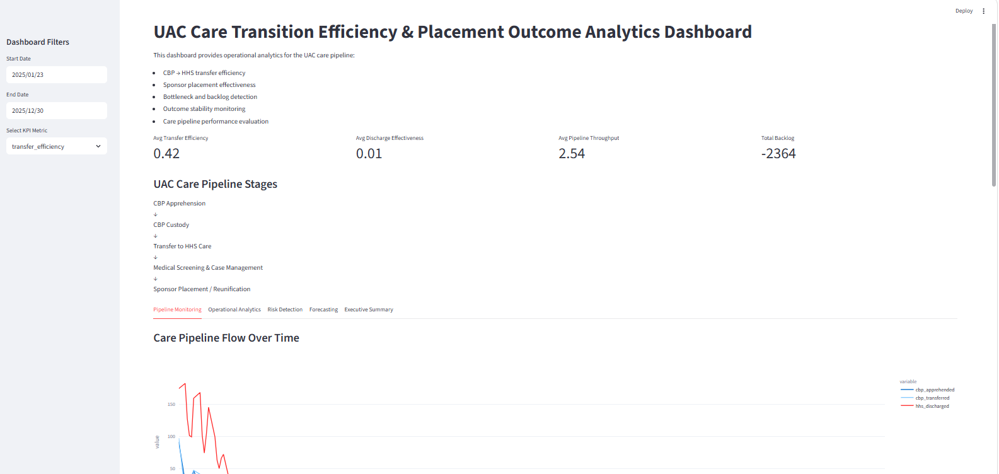 Deploy
Dashboard Filters
Start Date
2025/01/23
End Date
2025/12/30
Select KPI Metric
transfer_efficiency
UAC Care Transition Efficiency & Placement Outcome Analytics Dashboard
This dashboard provides operational analytics for the UAC care pipeline:
• CBP → HHS transfer efficiency
• Sponsor placement effectiveness
• Bottleneck and backlog detection
• Outcome stability monitoring
• Care pipeline performance evaluation
Avg Transfer Efficiency
0.42
Avg Discharge Effectiveness
0.01
Avg Pipeline Throughput
2.54
Total Backlog
-2364
UAC Care Pipeline Stages
CBP Apprehension
↓
CBP Custody
↓
Transfer to HHS Care
↓
Medical Screening & Case Management
↓
Sponsor Placement / Reunification
Pipeline Monitoring Operational Analytics Risk Detection Forecasting Executive Summary
Care Pipeline Flow Over Time
value
150
100
50
variable
cbp_apprehended
cbp_transferred
hhs_discharged